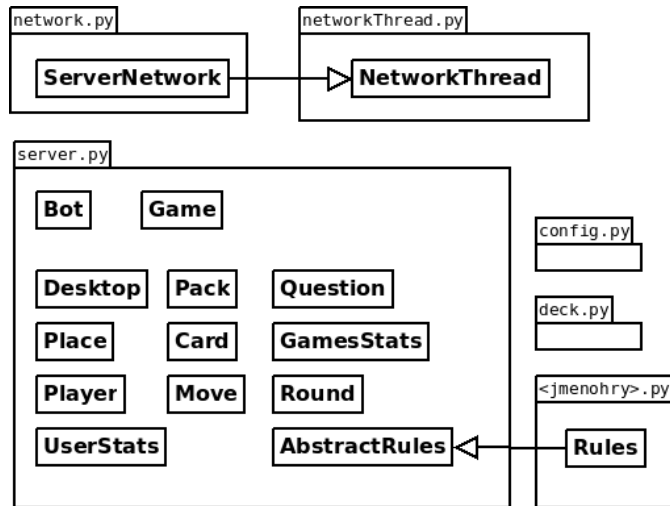 network.py
networkThread.py
ServerNetwork
NetworkThread
server.py
Bot
Game
config.py
Desktop
Pack
Question
deck.py
Place
Card
GamesStats
Player
Move
Round
<jmenohry>.py
UserStats
AbstractRules
Rules